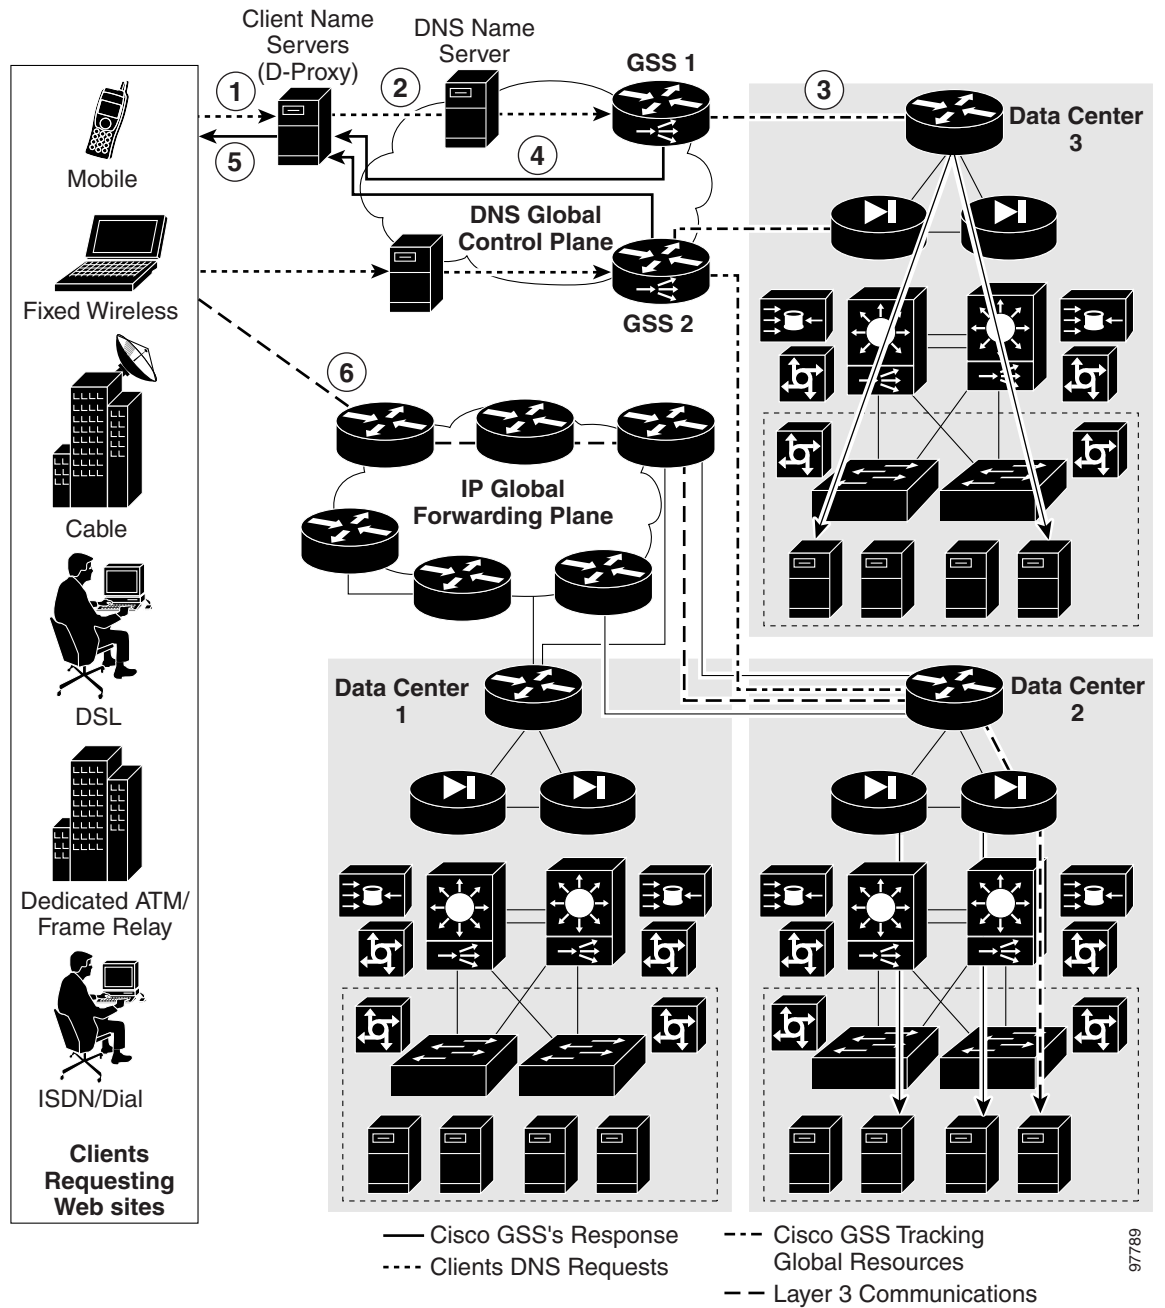 Client Name
Servers
(D-Proxy)
DNS Name
Server
GSS 1
1
2
3
4
5
Data Center
3
Mobile
DNS Global
Control Plane
Fixed Wireless
GSS 2
6
IP Global
Forwarding Plane
Cable
DSL
Data Center
1
Data Center
2
Dedicated ATM/
Frame Relay
ISDN/Dial
Clients
Requesting
Web sites
Cisco GSS's Response
Clients DNS Requests
Cisco GSS Tracking
Global Resources
Layer 3 Communications
97789